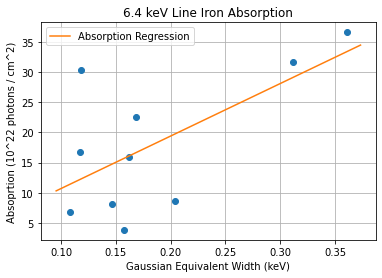 6.4 keV Line Iron Absorption
Absorption Regression
Absoprtion (10^22 photons / cm^2)
35
30
25
20
15
10
5
0.10 0.15 0.20 0.25 0.30 0.35
Gaussian Equivalent Width (keV)